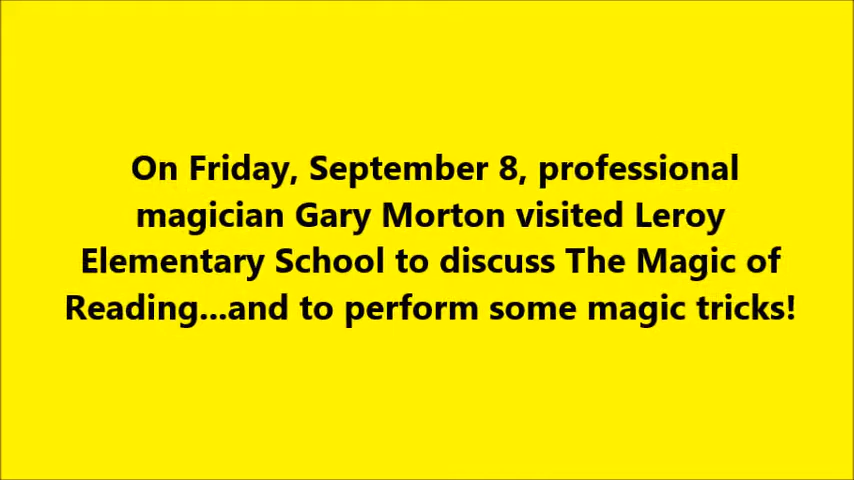 On Friday, September 8, professional
magician Gary Morton visited Leroy
Elementary School to discuss The Magic of
Reading...and to perform some magic tricks!